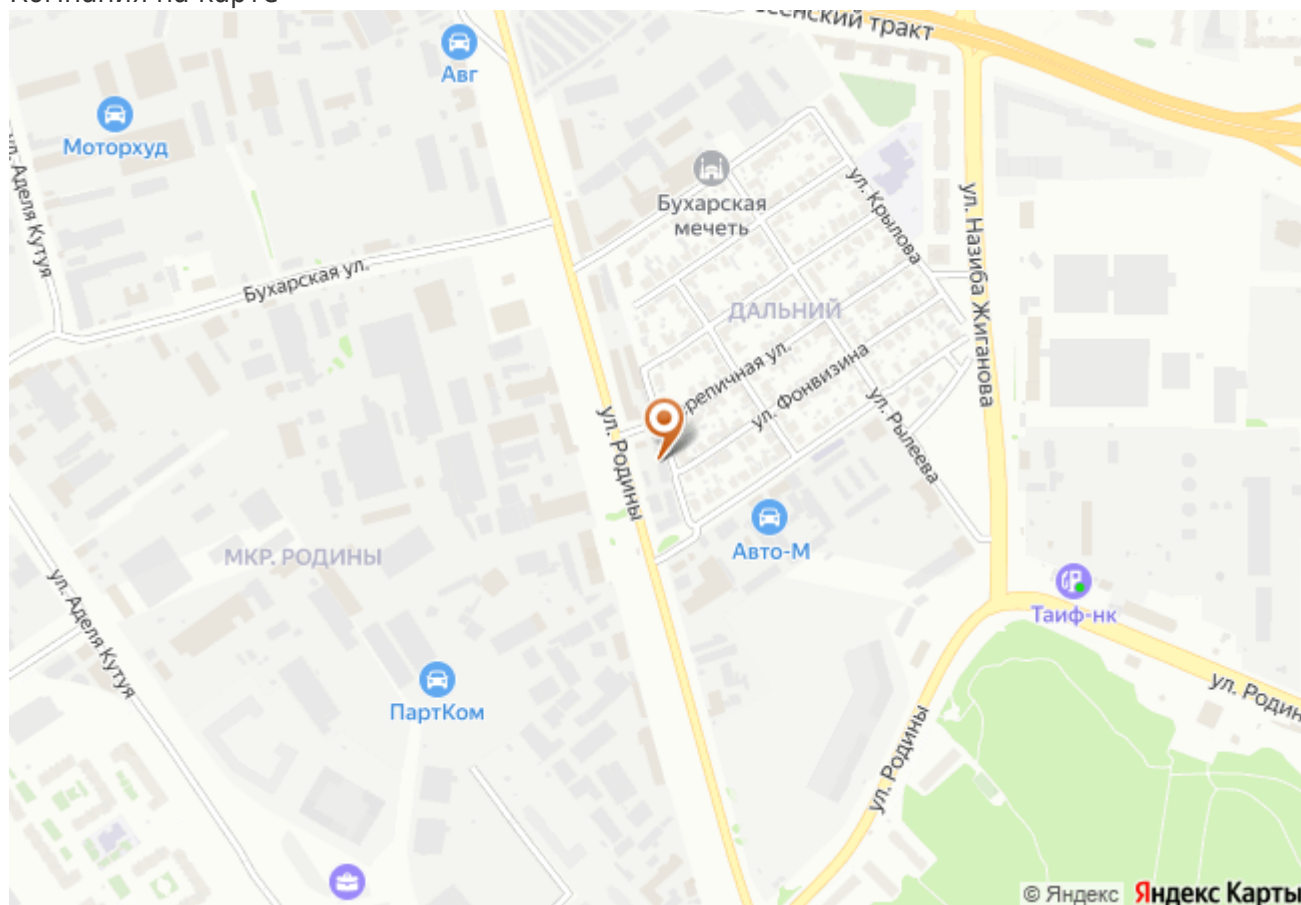 сенский тракт
Авг
Моторхуд
ул. Аделя Кутуя
Бухарская
мечеть
ул. Крылова
ул. Назиба Жиганова
Бухарская ул.
ДАЛЬНИЙ
репичная ул.
ул. Фонвизина
ул. Родины
ул. Рылеева
Авто-М
МКР. РОДИНЫ
Таиф-нк
ул. Аделя Кутуя
ПартКом
ул. Родин
ул. Родины
© Яндекс Яндекс Карты